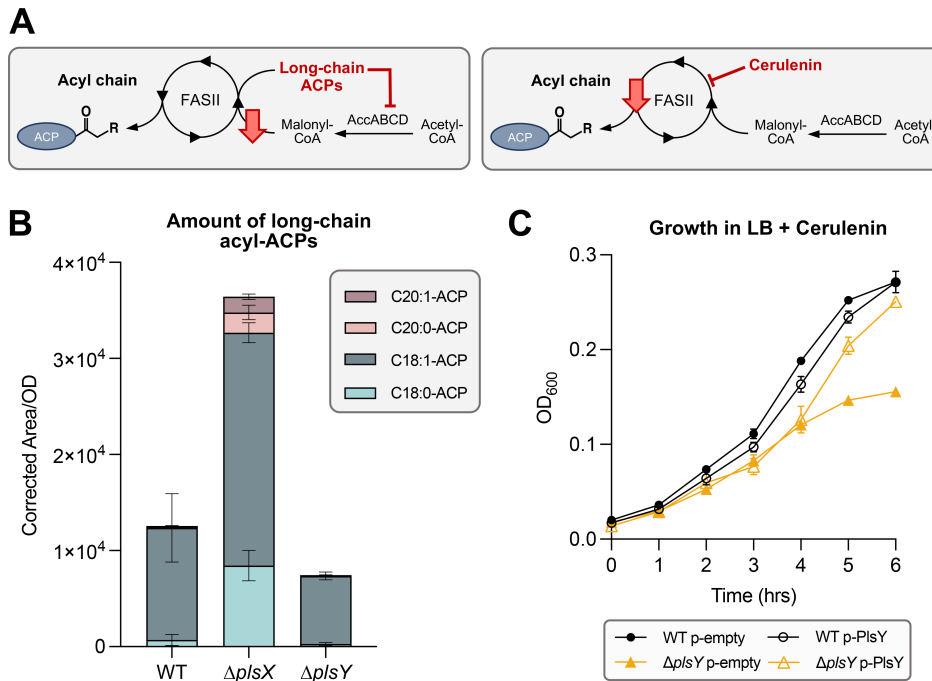 A
Acyl chain
FASII
Long-chain
ACPs
ACP
O
R
Malonyl-
CoA
AccABCD
Acetyl-
CoA
Acyl chain
FASII
Cerulenin
ACP
O
R
Malonyl-
CoA
AccABCD
Acetyl-
CoA
B
Amount of long-chain
acyl-ACPs
Corrected Area/OD
4×10⁴
3×10⁴
2×10⁴
1×10⁴
0
WT
ΔplsX
ΔplsY
C20:1-ACP
C20:0-ACP
C18:1-ACP
C18:0-ACP
C
Growth in LB + Cerulenin
OD₆₀₀
0.3
0.2
0.1
0.0
0 1 2 3 4 5 6
Time (hrs)
WT p-empty
WT p-PlsY
ΔplsY p-empty
ΔplsY p-PlsY